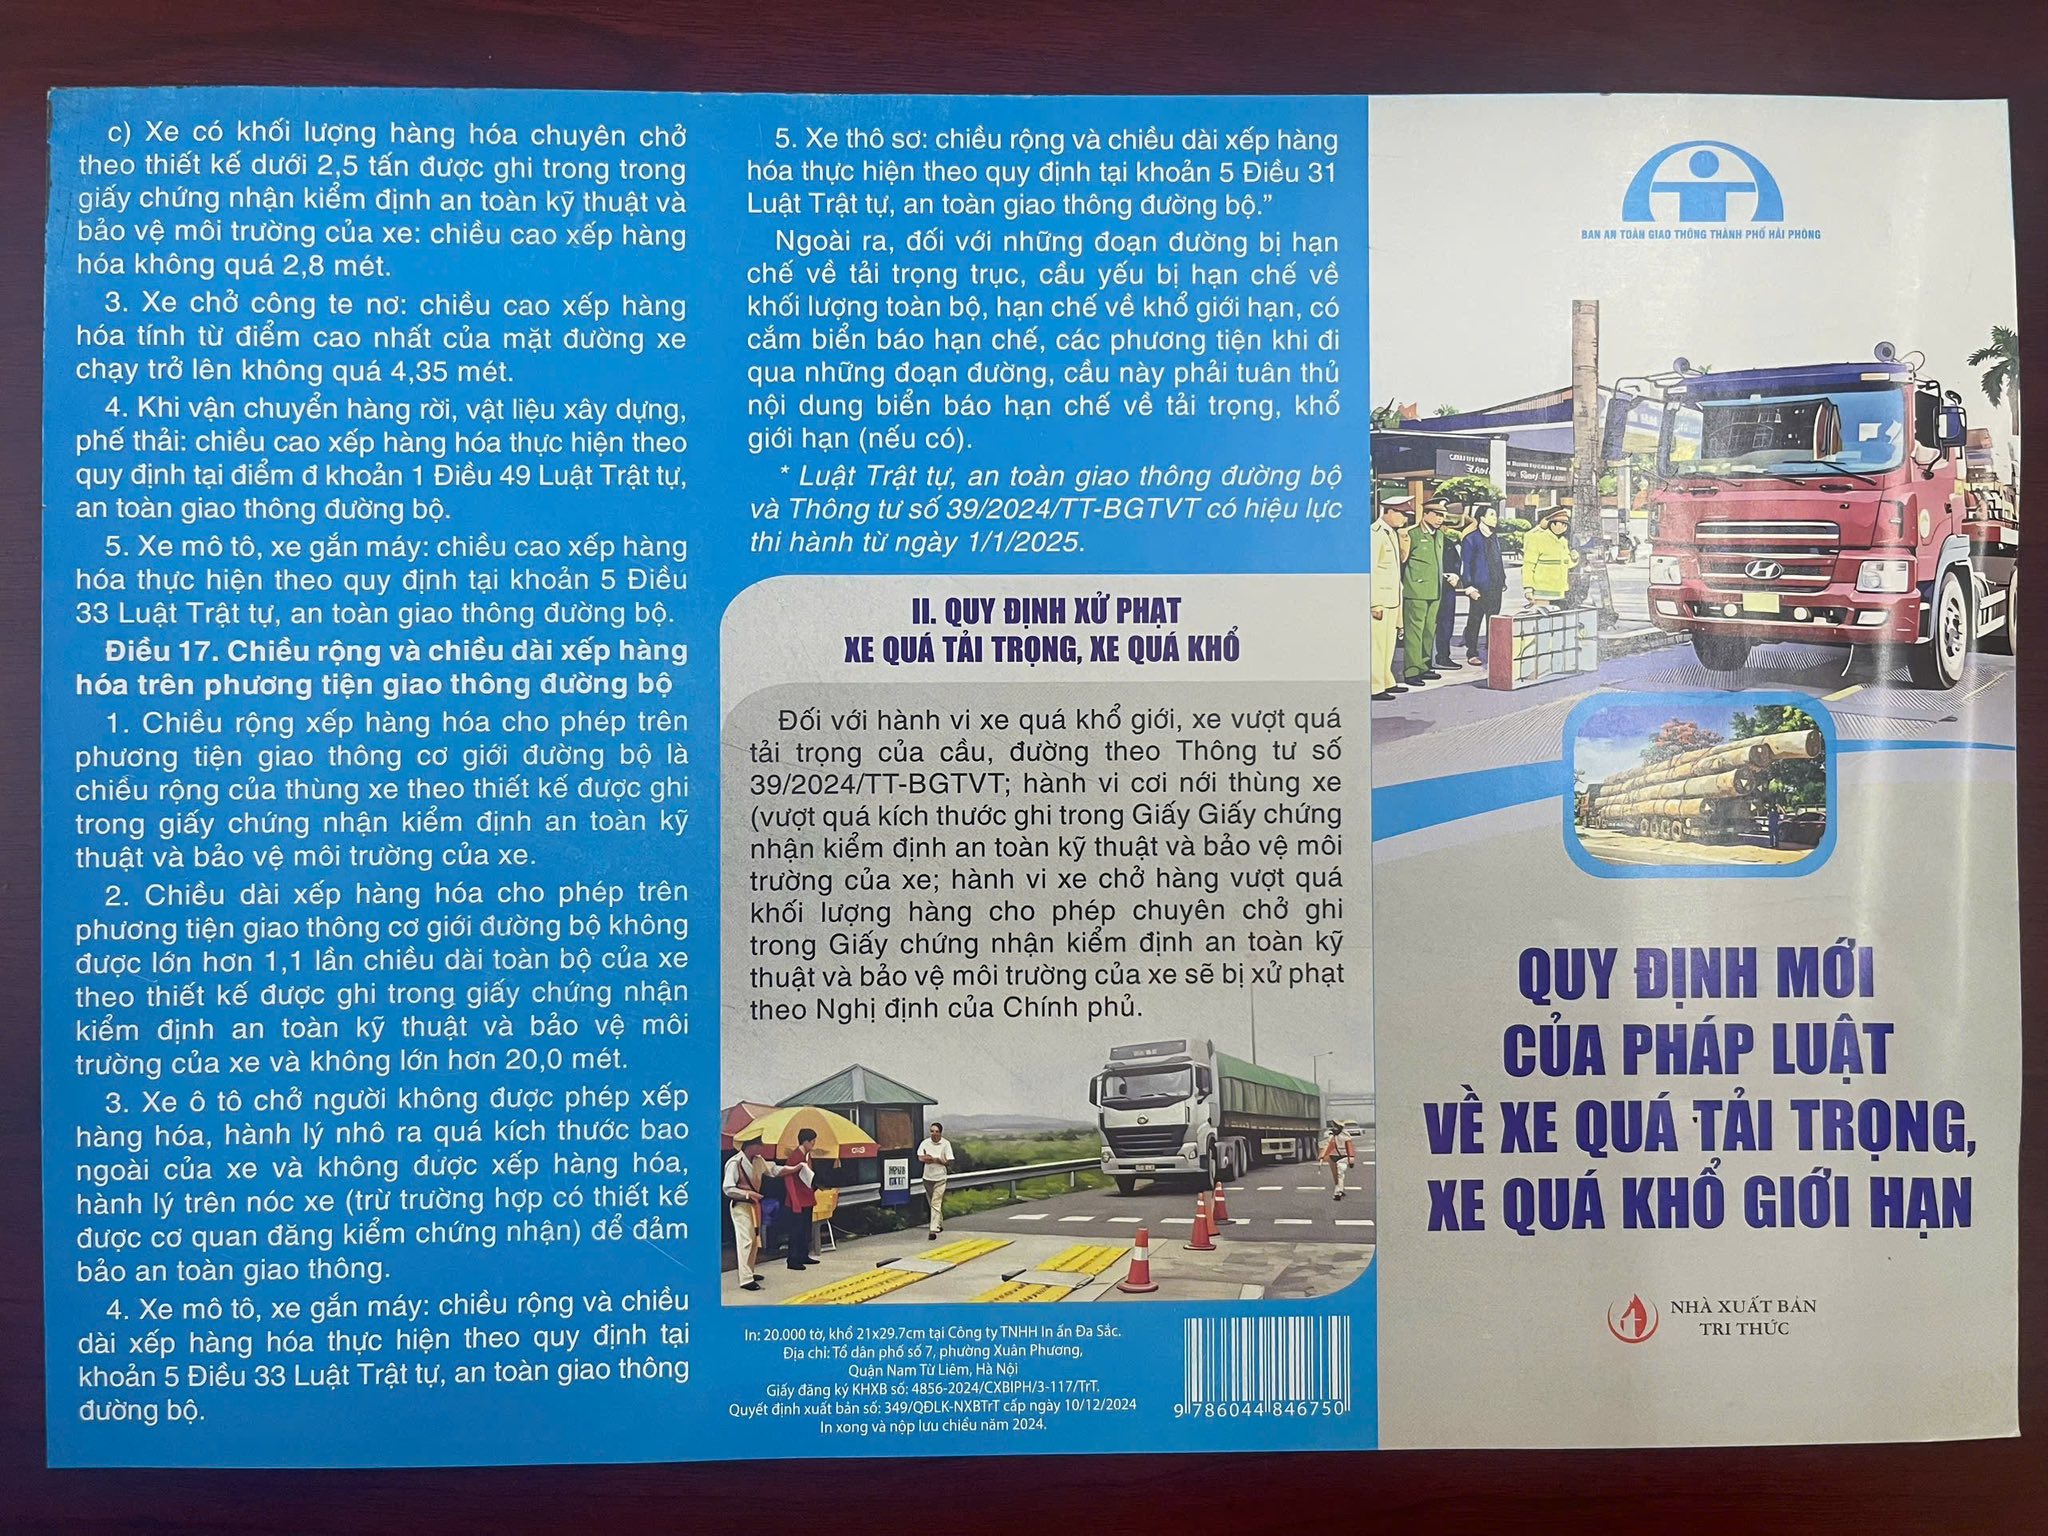 c) Xe có khối lượng hàng hóa chuyên chở
theo thiết kế dưới 2,5 tấn được ghi trong trong
giấy chứng nhận kiểm định an toàn kỹ thuật và
bảo vệ môi trường của xe: chiều cao xếp hàng
hóa không quá 2,8 mét.
3. Xe chở công te nơ: chiều cao xếp hàng
hóa tính từ điểm cao nhất của mặt đường xe
chạy trở lên không quá 4,35 mét.
4. Khi vận chuyển hàng rời, vật liệu xây dựng,
phế thải: chiều cao xếp hàng hóa thực hiện theo
quy định tại điểm đ khoản 1 Điều 49 Luật Trật tự,
an toàn giao thông đường bộ.
5. Xe mô tô, xe gắn máy: chiều cao xếp hàng
hóa thực hiện theo quy định tại khoản 5 Điều
33 Luật Trật tự, an toàn giao thông đường bộ.
Điều 17. Chiều rộng và chiều dài xếp hàng
hóa trên phương tiện giao thông đường bộ
1. Chiều rộng xếp hàng hóa cho phép trên
phương tiện giao thông cơ giới đường bộ là
chiều rộng của thùng xe theo thiết kế được ghi
trong giấy chứng nhận kiểm định an toàn kỹ
thuật và bảo vệ môi trường của xe.
2. Chiều dài xếp hàng hóa cho phép trên
phương tiện giao thông cơ giới đường bộ không
được lớn hơn 1,1 lần chiều dài toàn bộ của xe
theo thiết kế được ghi trong giấy chứng nhận
kiểm định an toàn kỹ thuật và bảo vệ môi
trường của xe và không lớn hơn 20,0 mét.
3. Xe ô tô chở người không được phép xếp
hàng hóa, hành lý nhô ra quá kích thước bao
ngoài của xe và không được xếp hàng hóa,
hành lý trên nóc xe (trừ trường hợp có thiết kế
được cơ quan đăng kiểm chứng nhận) để đảm
bảo an toàn giao thông.
4. Xe mô tô, xe gắn máy: chiều rộng và chiều
dài xếp hàng hóa thực hiện theo quy định tại
khoản 5 Điều 33 Luật Trật tự, an toàn giao thông
đường bộ.
5. Xe thô sơ: chiều rộng và chiều dài xếp hàng
hóa thực hiện theo quy định tại khoản 5 Điều 31
Luật Trật tự, an toàn giao thông đường bộ.”
Ngoài ra, đối với những đoạn đường bị hạn
chế về tải trọng trục, cầu yếu bị hạn chế về
khối lượng toàn bộ, hạn chế về khổ giới hạn, có
cắm biển báo hạn chế, các phương tiện khi đi
qua những đoạn đường, cầu này phải tuân thủ
nội dung biển báo hạn chế về tải trọng, khổ
giới hạn (nếu có).
* Luật Trật tự, an toàn giao thông đường bộ
và Thông tư số 39/2024/TT-BGTVT có hiệu lực
thi hành từ ngày 1/1/2025.
II. QUY ĐỊNH XỬ PHẠT
XE QUÁ TẢI TRỌNG, XE QUÁ KHỔ
Đối với hành vi xe quá khổ giới, xe vượt quá
tải trọng của cầu, đường theo Thông tư số
39/2024/TT-BGTVT; hành vi cơi nới thùng xe
(vượt quá kích thước ghi trong Giấy Giấy chứng
nhận kiểm định an toàn kỹ thuật và bảo vệ môi
trường của xe; hành vi xe chở hàng vượt quá
khối lượng hàng cho phép chuyên chở ghi
trong Giấy chứng nhận kiểm định an toàn kỹ
thuật và bảo vệ môi trường của xe sẽ bị xử phạt
theo Nghị định của Chính phủ.
In: 20.000 tờ, khổ 21x29.7cm tại Công ty TNHH In ấn Đa Sắc.
Địa chỉ: Tổ dân phố số 7, phường Xuân Phương,
Quận Nam Từ Liêm, Hà Nội
Giấy đăng ký KHXB số: 4856-2024/CXBIPH/3-117/TrT.
Quyết định xuất bản số: 349/QĐLK-NXBTrT cấp ngày 10/12/2024
In xong và nộp lưu chiểu năm 2024.
9 786044 846750
BAN AN TOÀN GIAO THÔNG THÀNH PHỐ HẢI PHÒNG
QUY ĐỊNH MỚI
CỦA PHÁP LUẬT
VỀ XE QUÁ TẢI TRỌNG,
XE QUÁ KHỔ GIỚI HẠN
NHÀ XUẤT BẢN
TRI THỨC